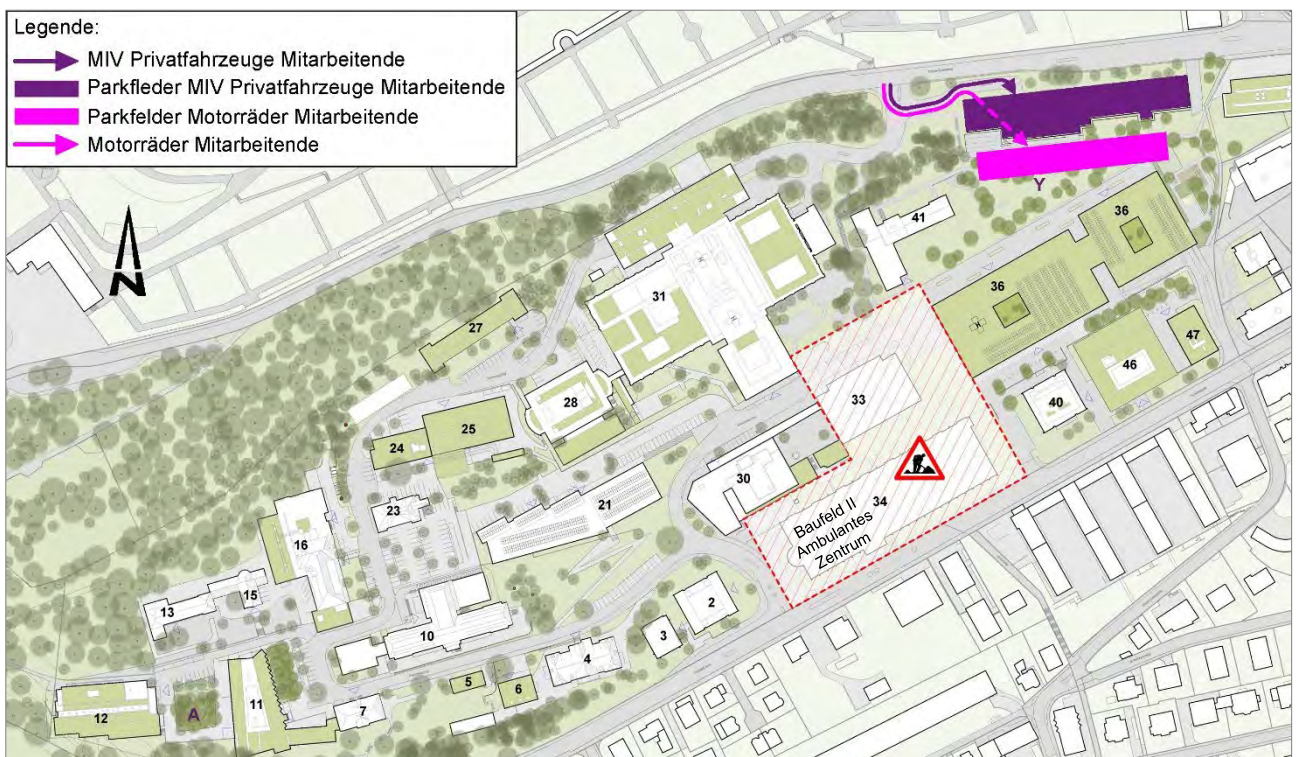 Legende:
MIV Privatfahrzeuge Mitarbeitende
Parkfleder MIV Privatfahrzeuge Mitarbeitende
Parkfelder Motorräder Mitarbeitende
Motorräder Mitarbeitende
N
Y
36
41
36
31
27
47
46
40
28
33
25
24
30
34
21
23
Baufeld II
Ambulantes
Zentrum
16
15
13
2
10
3
4
5
6
7
A
11
12